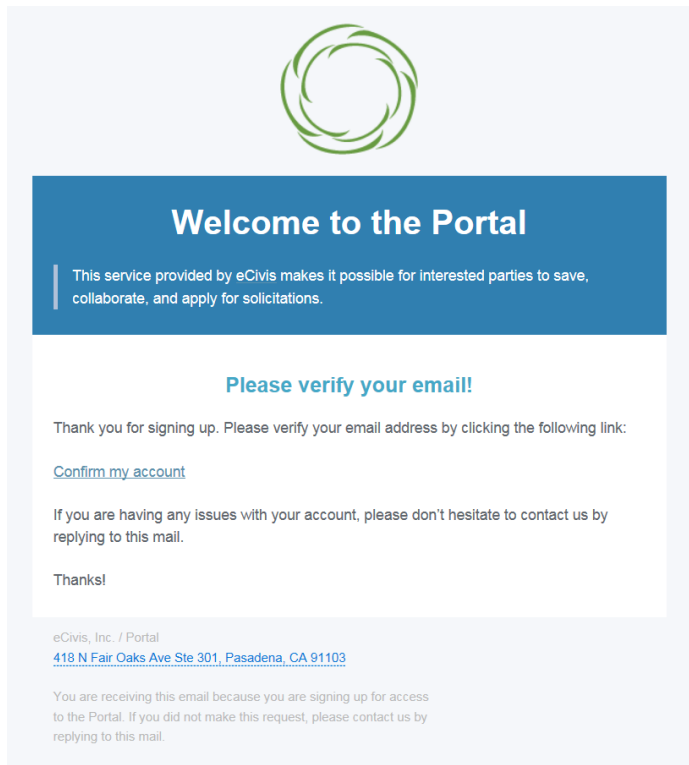 Welcome to the Portal
This service provided by eCivis makes it possible for interested parties to save,
collaborate, and apply for solicitations.
Please verify your email!
Thank you for signing up. Please verify your email address by clicking the following link:
Confirm my account
If you are having any issues with your account, please don’t hesitate to contact us by
replying to this mail.
Thanks!
eCivis, Inc. / Portal
418 N Fair Oaks Ave Ste 301, Pasadena, CA 91103
You are receiving this email because you are signing up for access
to the Portal. If you did not make this request, please contact us by
replying to this mail.